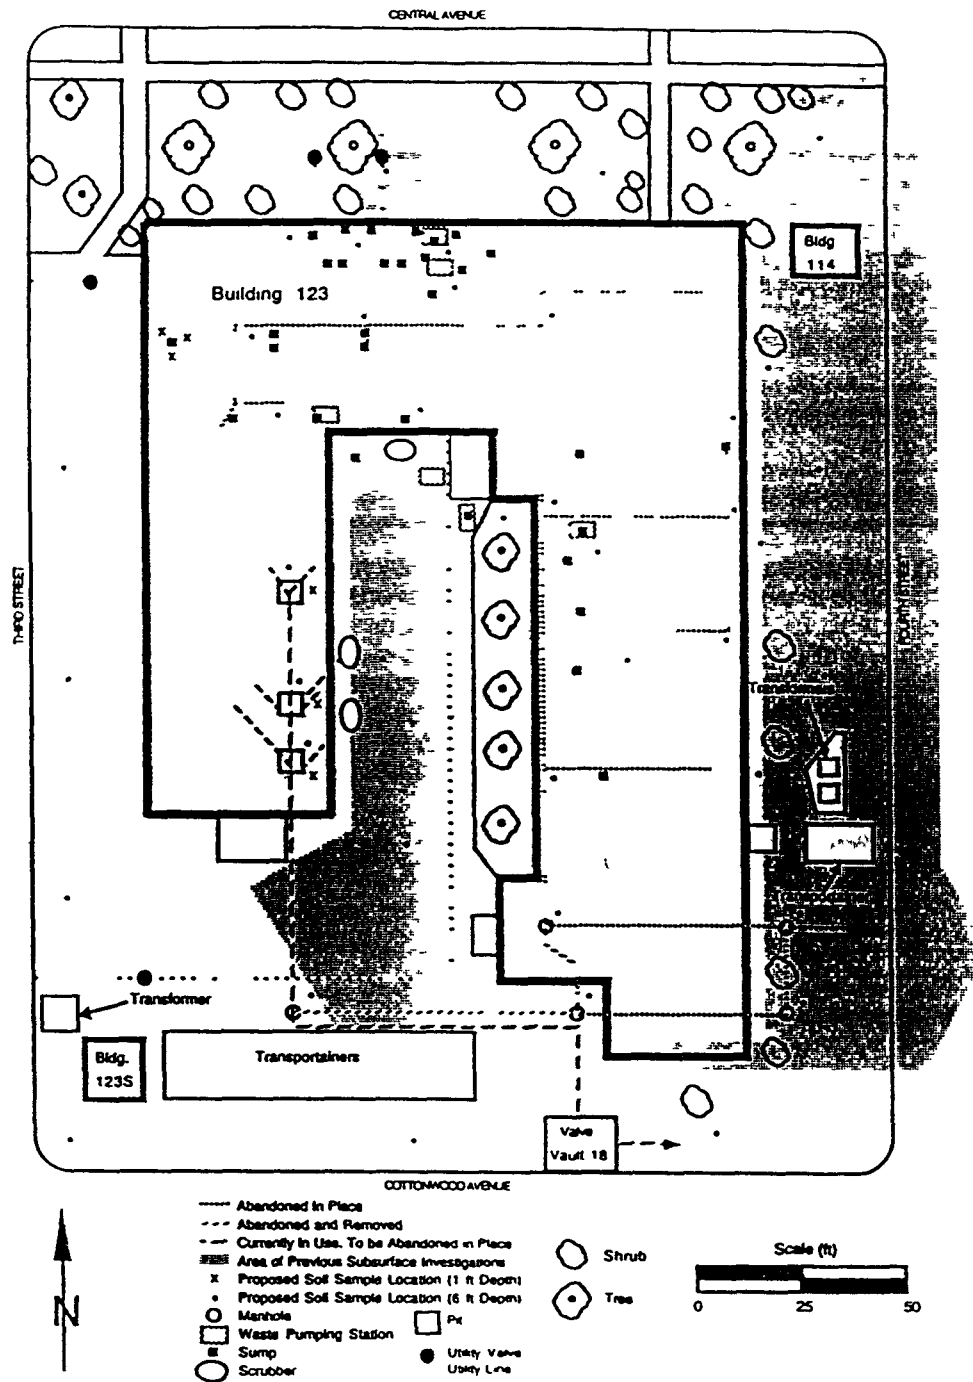 CENTRAL AVENUE
Bldg
114
Building 123
2
3
THIRD STREET
FOURTH STREET
Transformers
Transformer
Bldg.
123S
Transportainers
Valve
Vault 18
COTTONWOOD AVENUE
Abandoned In Place
Abandoned and Removed
Currently In Use, To be Abandoned in Place
Area of Previous Subsurface Investigations
x Proposed Soil Sample Location (1 ft Depth)
Proposed Soil Sample Location (6 ft Depth)
Manhole
Waste Pumping Station
Sump
Scrubber
Pit
Utility Valve
Utility Line
Shrub
Tree
Scale (ft)
0 25 50
N